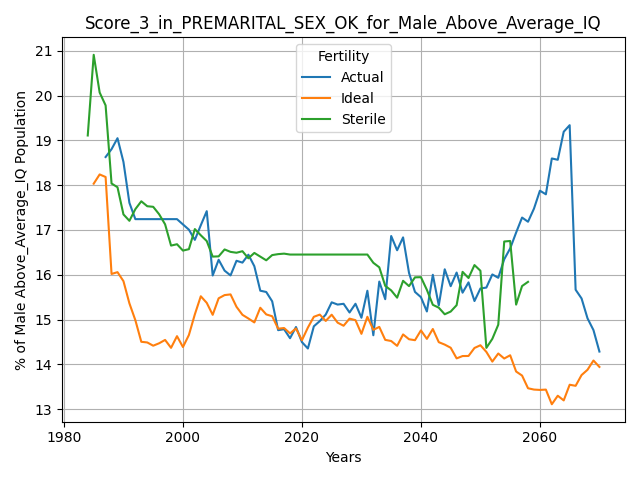 Score_3_in_PREMARITAL_SEX_OK_for_Male_Above_Average_IQ
Fertility
Actual
Ideal
Sterile
% of Male Above_Average_IQ Population
21
20
19
18
17
16
15
14
13
1980
2000
2020
2040
2060
Years